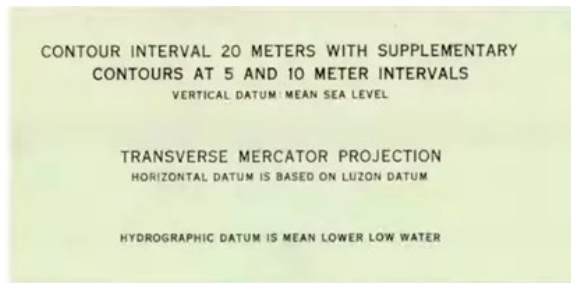 CONTOUR INTERVAL 20 METERS WITH SUPPLEMENTARY
CONTOURS AT 5 AND 10 METER INTERVALS
VERTICAL DATUM: MEAN SEA LEVEL
TRANSVERSE MERCATOR PROJECTION
HORIZONTAL DATUM IS BASED ON LUZON DATUM
HYDROGRAPHIC DATUM IS MEAN LOWER LOW WATER